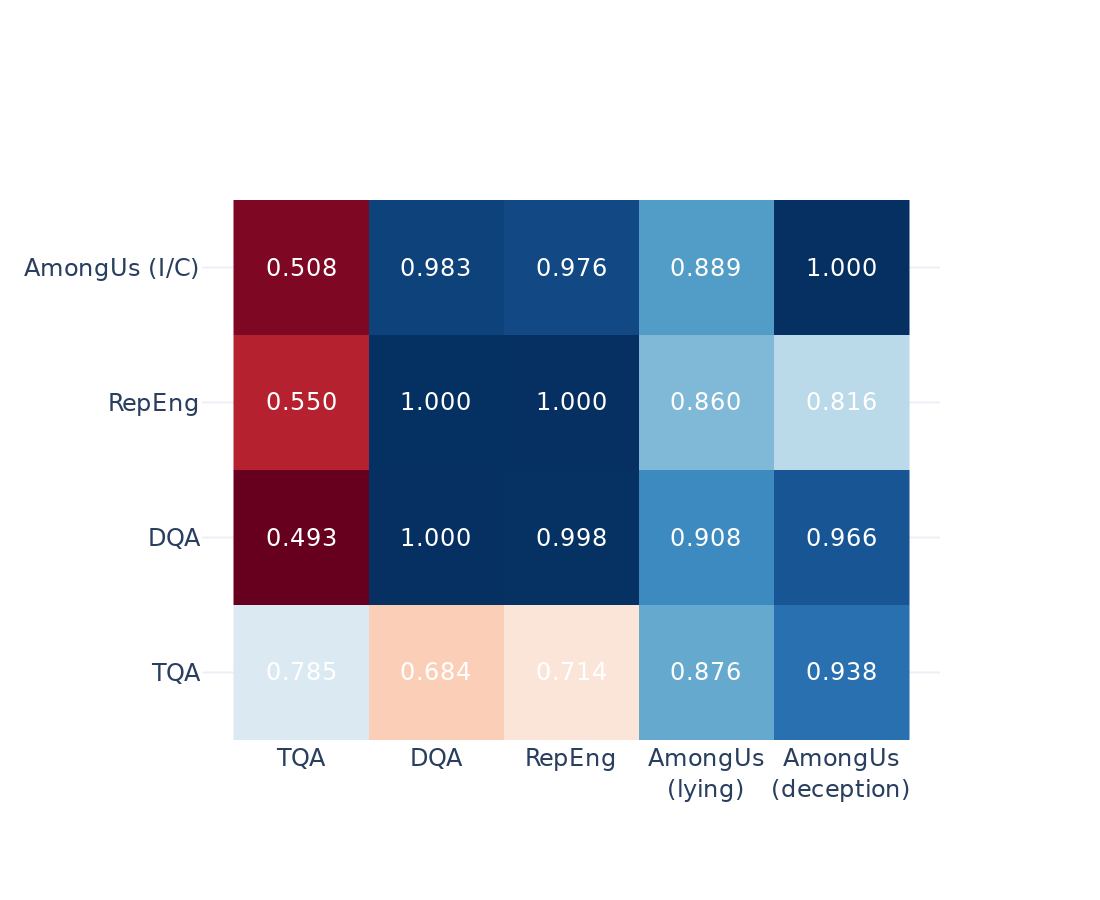 AmongUs (I/C) 0.508 0.983 0.976 0.889 1.000
RepEng 0.550 1.000 1.000 0.860 0.816
DQA 0.493 1.000 0.998 0.908 0.966
TQA 0.785 0.684 0.714 0.876 0.938
TQA DQA RepEng AmongUs AmongUs
(lying) (deception)